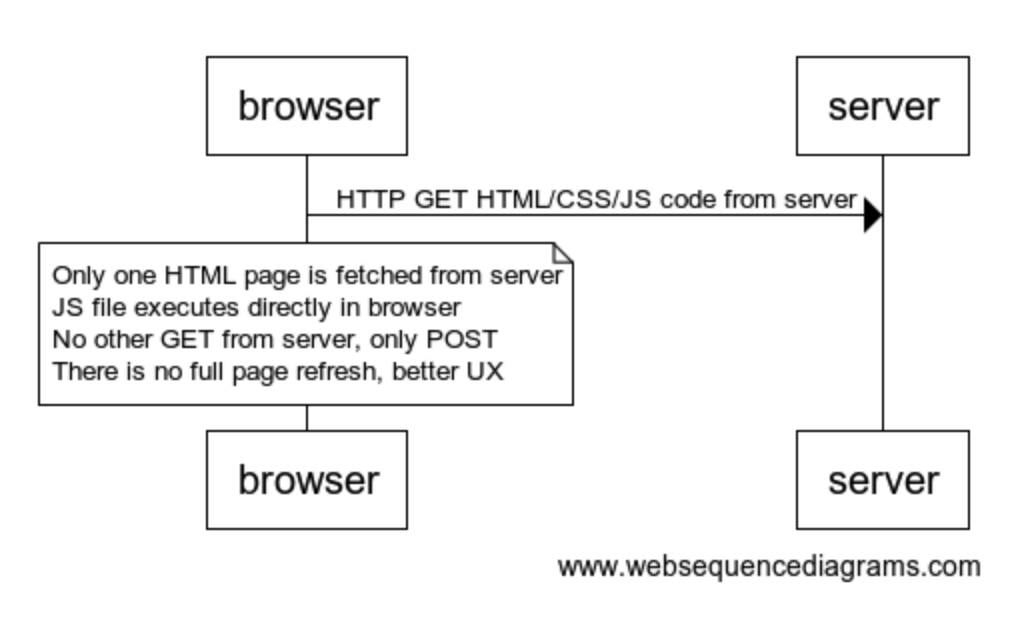 browser
server
HTTP GET HTML/CSS/JS code from server
Only one HTML page is fetched from server
JS file executes directly in browser
No other GET from server, only POST
There is no full page refresh, better UX
browser
server
www.websequencediagrams.com